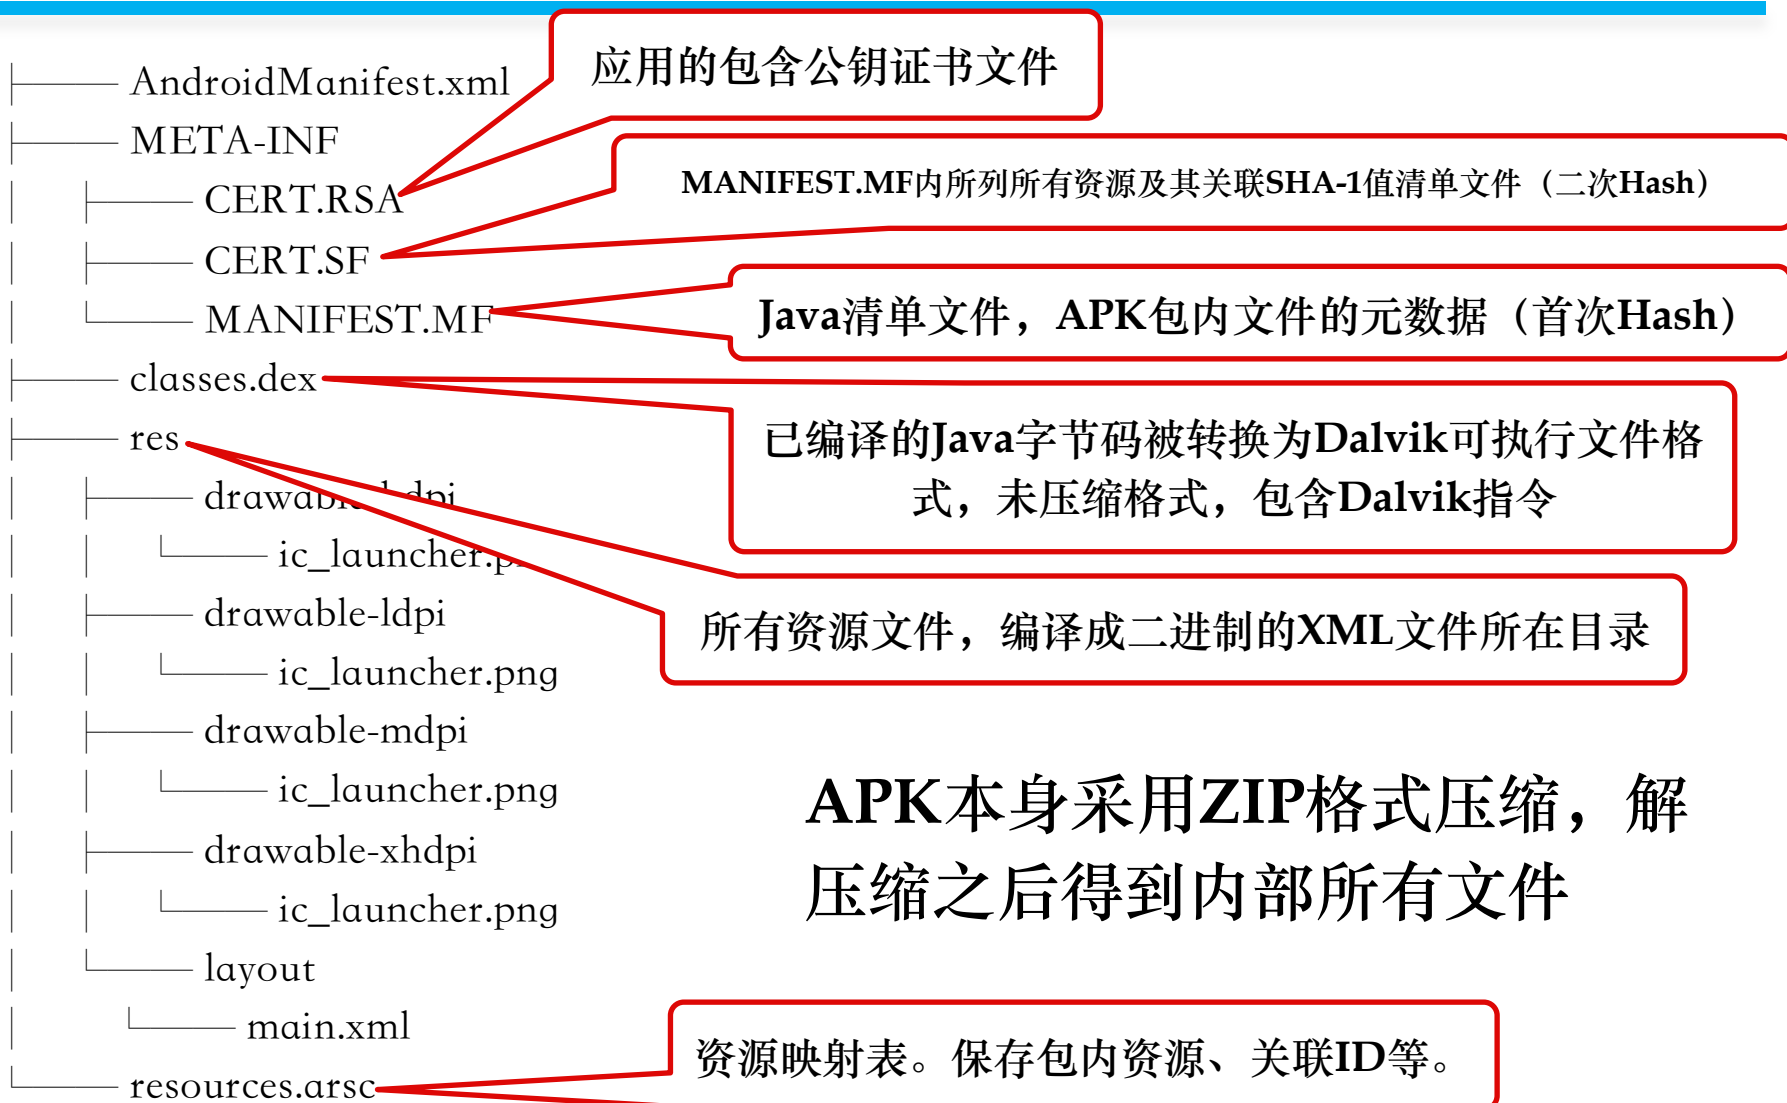 应用的包含公钥证书文件
AndroidManifest.xml
META-INF
CERT.RSA
MANIFEST.MF内所列所有资源及其关联SHA-1值清单文件（二次Hash）
CERT.SF
MANIFEST.MF
Java清单文件，APK包内文件的元数据（首次Hash）
classes.dex
已编译的Java字节码被转换为Dalvik可执行文件格
式，未压缩格式，包含Dalvik指令
res
drawable-hdpi
ic_launcher.png
drawable-ldpi
所有资源文件，编译成二进制的XML文件所在目录
ic_launcher.png
drawable-mdpi
ic_launcher.png
APK本身采用ZIP格式压缩，解
压缩之后得到内部所有文件
drawable-xhdpi
ic_launcher.png
layout
main.xml
资源映射表。保存包内资源、关联ID等。
resources.arsc